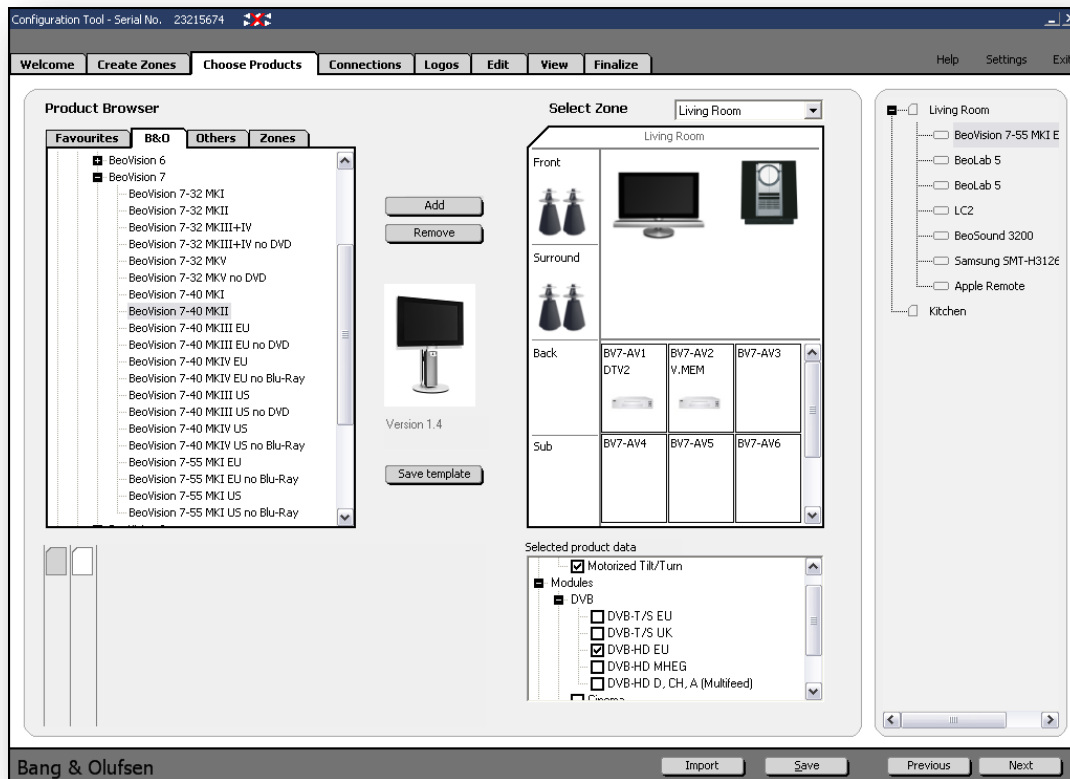 Configuration Tool - Serial No. 23215674
Welcome
Create Zones
Choose Products
Connections
Logos
Edit
View
Finalize
Help
Settings
Exit
Product Browser
Favourites
B&O
Others
Zones
BeoVision 6
BeoVision 7
BeoVision 7-32 MKI
BeoVision 7-32 MKII
BeoVision 7-32 MKIII+IV
BeoVision 7-32 MKIII+IV no DVD
BeoVision 7-32 MKV
BeoVision 7-32 MKV no DVD
BeoVision 7-40 MKI
BeoVision 7-40 MKII
BeoVision 7-40 MKIII EU
BeoVision 7-40 MKIII EU no DVD
BeoVision 7-40 MKIV EU
BeoVision 7-40 MKIV EU no Blu-Ray
BeoVision 7-40 MKIII US
BeoVision 7-40 MKIII US no DVD
BeoVision 7-40 MKIV US
BeoVision 7-40 MKIV US no Blu-Ray
BeoVision 7-55 MKI EU
BeoVision 7-55 MKI EU no Blu-Ray
BeoVision 7-55 MKI US
BeoVision 7-55 MKI US no Blu-Ray
Add
Remove
Version 1.4
Save template
Select Zone
Living Room
Living Room
Front
Surround
Back
Sub
BV7-AV1
DTV2
BV7-AV2
V.MEM
BV7-AV3
BV7-AV4
BV7-AV5
BV7-AV6
Selected product data
Motorized Tilt/Turn
Modules
DVB
DVB-T/S EU
DVB-T/S UK
DVB-HD EU
DVB-HD MHEG
DVB-HD D, CH, A (Multifeed)
Cinema
Living Room
BeoVision 7-55 MKI E
BeoLab 5
BeoLab 5
LC2
BeoSound 3200
Samsung SMT-H3126
Apple Remote
Kitchen
Bang & Olufsen
Import
Save
Previous
Next